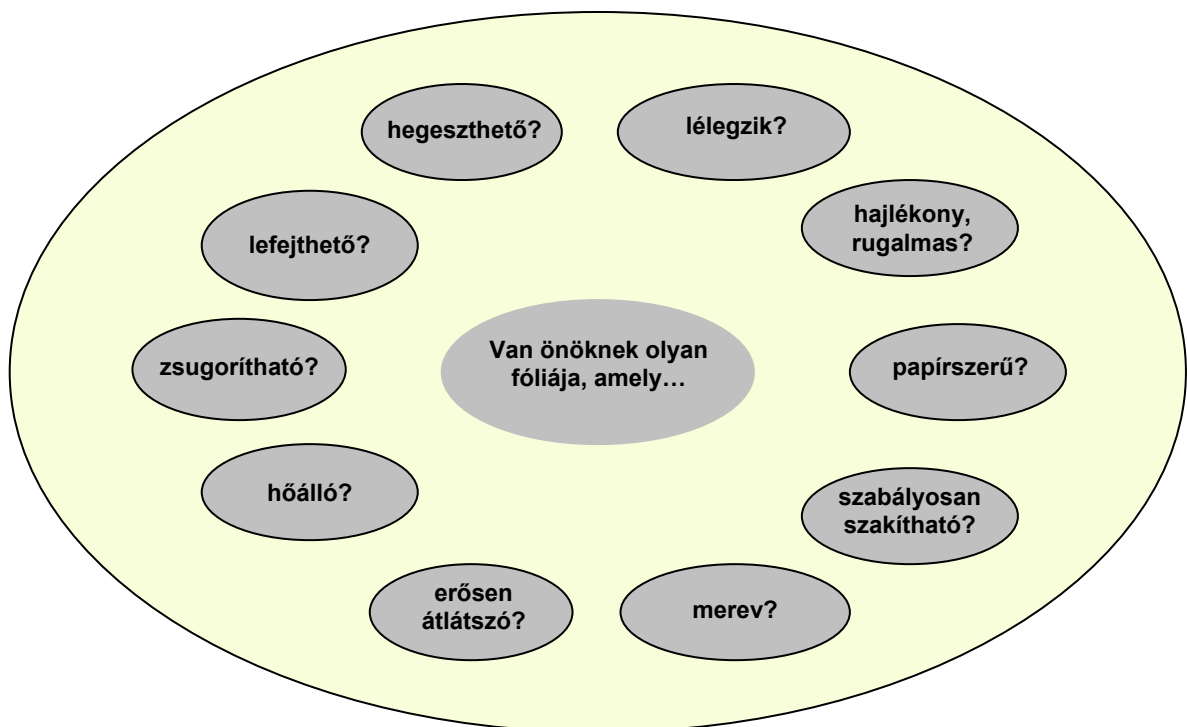 hegeszthető?
lélegzik?
hajlékony,
rugalmas?
lefejthető?
Van önöknek olyan
fóliája, amely…
zsugorítható?
papírszerű?
hőálló?
szabályosan
szakítható?
erősen
átlátszó?
merev?